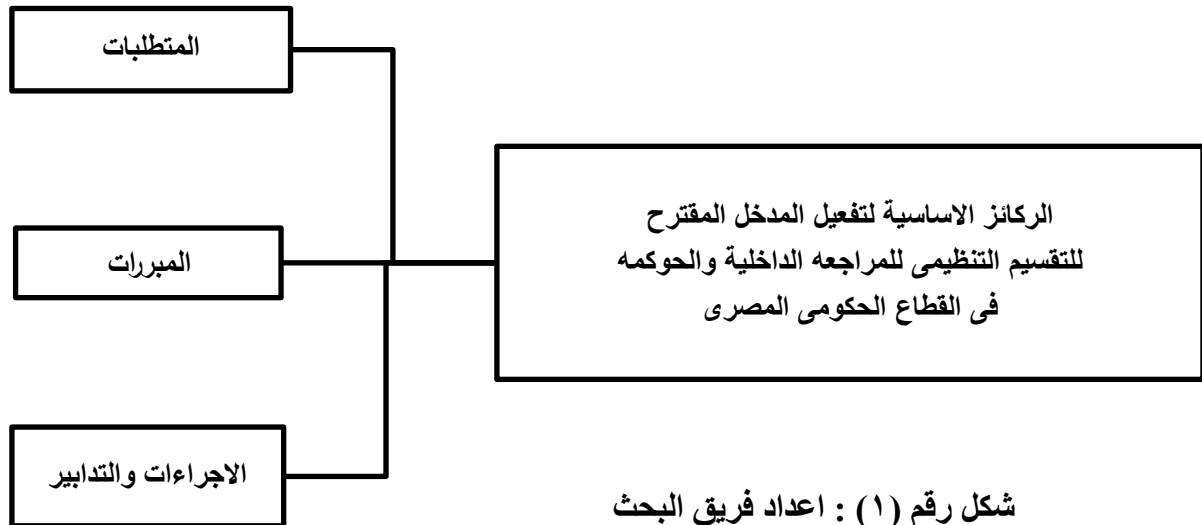 المتطلبات
الركائز الاساسية لتفعيل المدخل المقترح
للتقسيم التنظيمى للمراجعه الداخلية والحوكمه
فى القطاع الحكومى المصرى
المبررات
الاجراءات والتدابير
شكل رقم (١) : اعداد فريق البحث